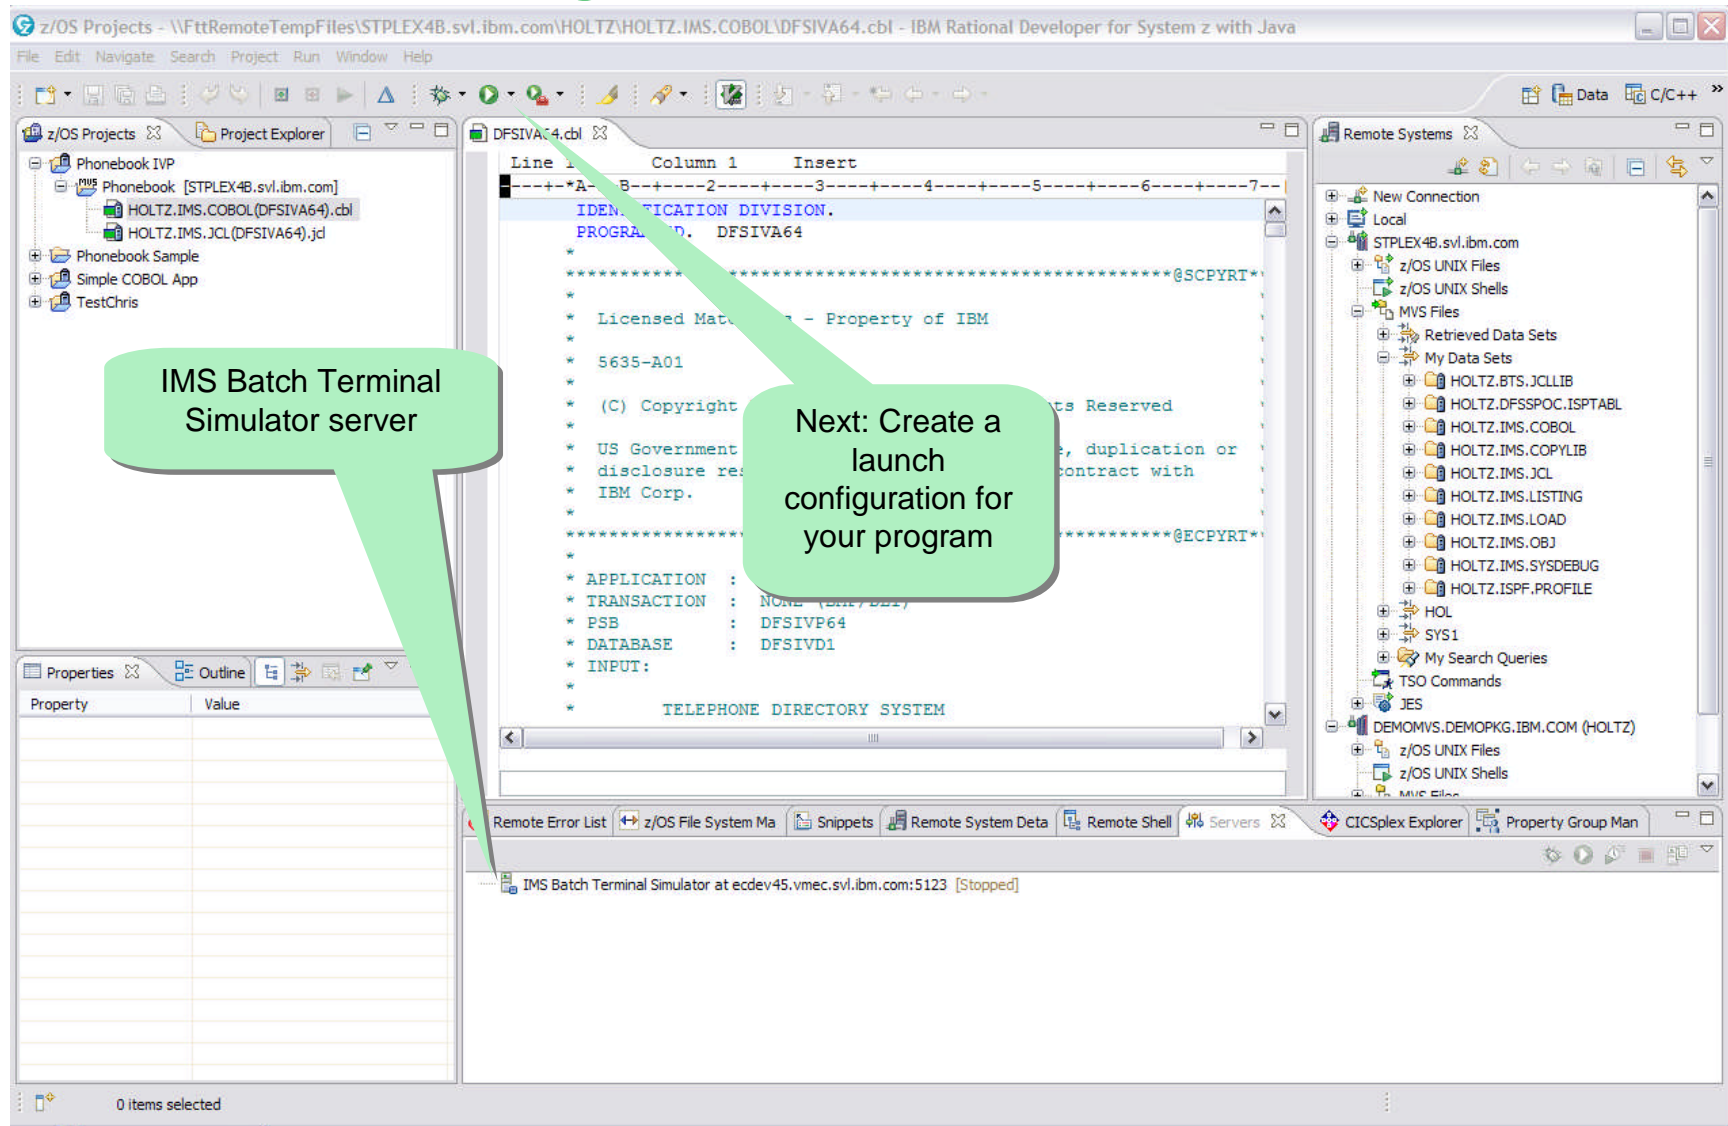 z/OS Projects - \\FttRemoteTempFiles\STPLEX4B.svl.ibm.com\HOLTZ\HOLTZ.IMS.COBOL\DFSIVA64.cbl - IBM Rational Developer for System z with Java
File Edit Navigate Search Project Run Window Help
Data C/C++ »
z/OS Projects Project Explorer
Phonebook IVP
Phonebook [STPLEX4B.svl.ibm.com]
HOLTZ.IMS.COBOL(DFSIVA64).cbl
HOLTZ.IMS.JCL(DFSIVA64).jcl
Phonebook Sample
Simple COBOL App
TestChris
IMS Batch Terminal
Simulator server
Properties Outline
Property Value
DFSIVA64.cbl
Line Column 1 Insert
IDENTIFICATION DIVISION.
DFSIVA64
*
@SCPYRT*
*
* Licensed - Property of IBM
*
* 5635-A01
*
* (C) Copyright Reserved
*
* US Government , duplication or
* disclosure contract with
* IBM Corp.
*
@ECPYRT*
*
* APPLICATION :
* TRANSACTION : NONE
* PSB : DFSIVP64
* DATABASE : DFSIVD1
* INPUT:
*
* TELEPHONE DIRECTORY SYSTEM
Next: Create a
launch
configuration for
your program
Remote Systems
New Connection
Local
STPLEX4B.svl.ibm.com
z/OS UNIX Files
z/OS UNIX Shells
MVS Files
Retrieved Data Sets
My Data Sets
HOLTZ.BTS.JCLLIB
HOLTZ.DFSSPOC.ISPTABL
HOLTZ.IMS.COBOL
HOLTZ.IMS.COPYLIB
HOLTZ.IMS.JCL
HOLTZ.IMS.LISTING
HOLTZ.IMS.LOAD
HOLTZ.IMS.OBJ
HOLTZ.IMS.SYSDEBUG
HOLTZ.ISPF.PROFILE
HOL
SYS1
My Search Queries
TSO Commands
JES
DEMOMVS.DEMOPKG.IBM.COM (HOLTZ)
z/OS UNIX Files
z/OS UNIX Shells
MVS Files
Remote Error List z/OS File System Ma Snippets Remote System Deta Remote Shell Servers CICSplex Explorer Property Group Man
IMS Batch Terminal Simulator at ecdev45.vmec.svl.ibm.com:5123 [Stopped]
0 items selected